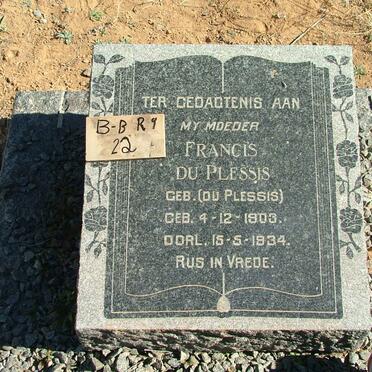 TER GEDAGTENIS AAN
MY MOEDER
FRANCIS
DU PLESSIS
GEB. (DU PLESSIS)
GEB. 4-12-1903.
OORL. 15-5-1934.
RUS IN VREDE.
B-B R9
22